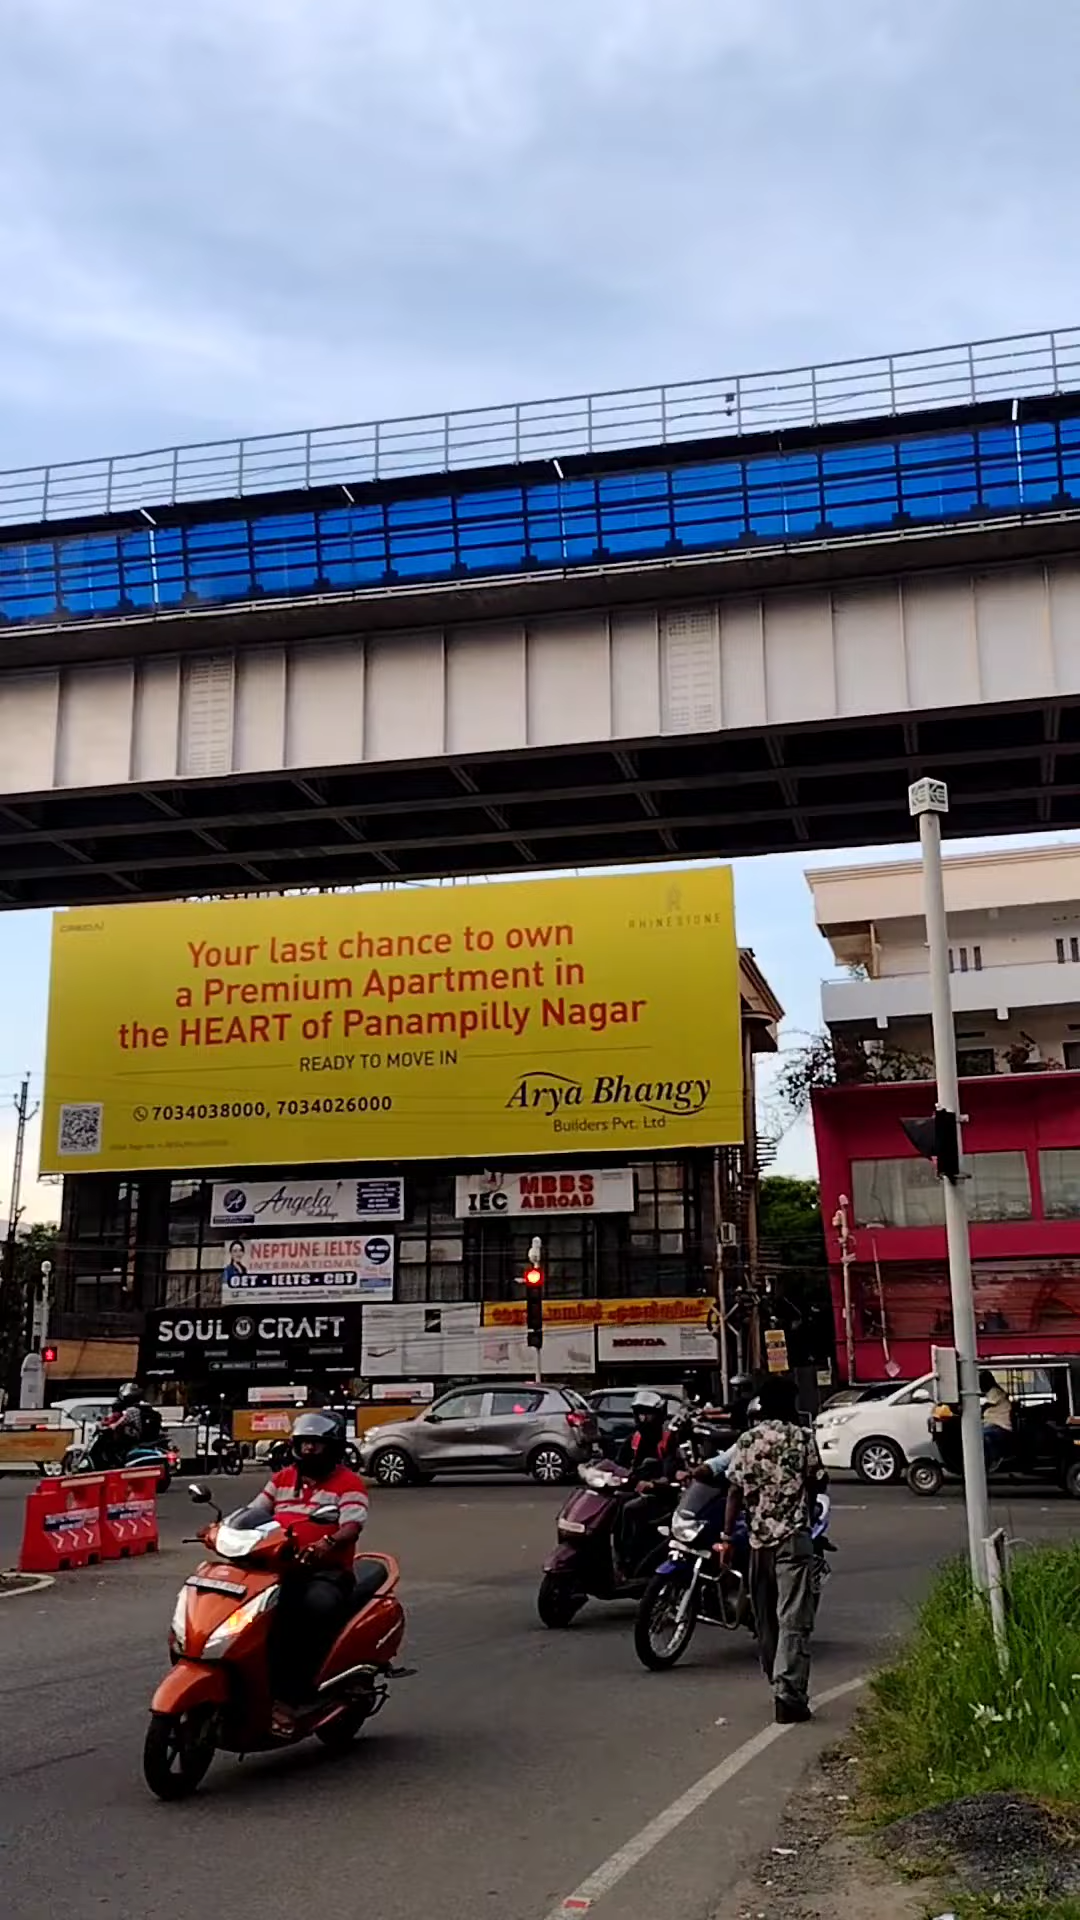 CREDAI
RHINESTONE
Your last chance to own
a Premium Apartment in
the HEART of Panampilly Nagar
READY TO MOVE IN
7034038000, 7034026000
Arya Bhangy
Builders Pvt. Ltd
Angela
IEC MBBS ABROAD
NEPTUNE IELTS
INTERNATIONAL
OET · IELTS · CBT
SOUL CRAFT
HONDA